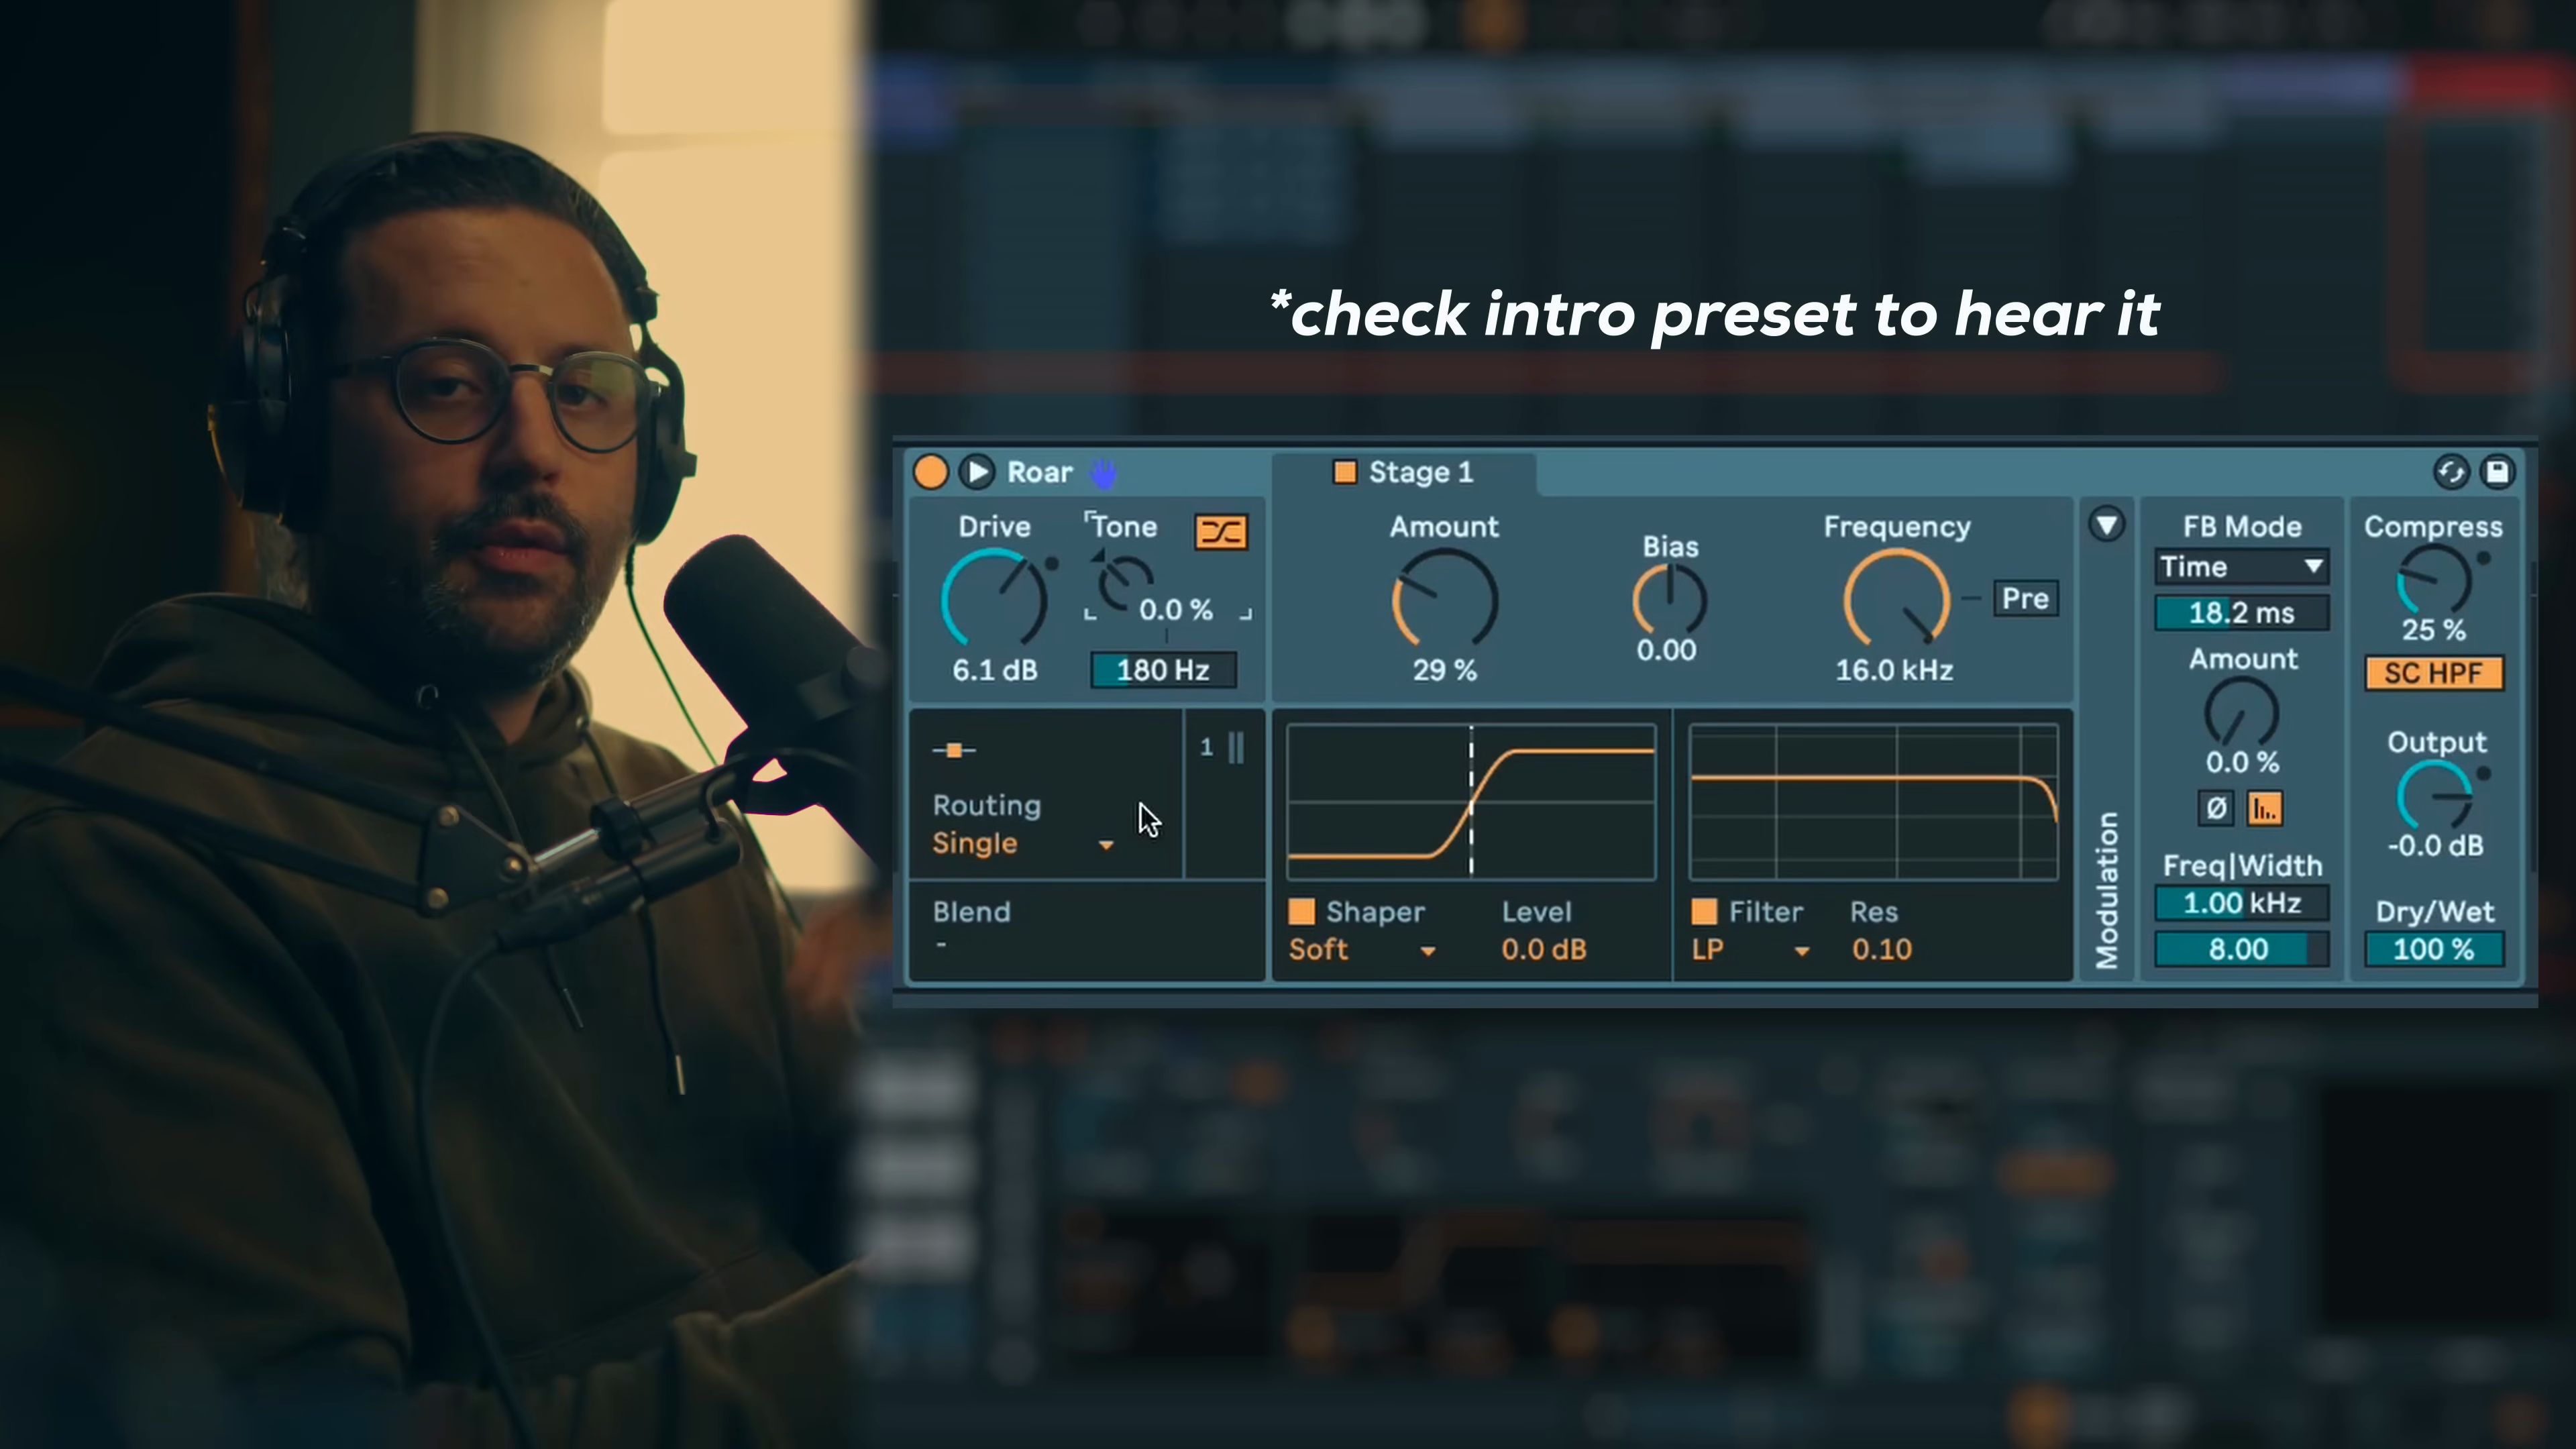 *check intro preset to hear it
Roar
Stage 1
Drive
Tone
Amount
Bias
Frequency
FB Mode
Compress
Time
Pre
0.0 %
18.2 ms
25 %
6.1 dB
180 Hz
29 %
0.00
16.0 kHz
Amount
SC HPF
1
Output
0.0 %
Routing
Single
Ø
-0.0 dB
Modulation
Freq|Width
1.00 kHz
Blend
-
Shaper
Level
Filter
Res
Dry/Wet
Soft
0.0 dB
LP
0.10
8.00
100 %